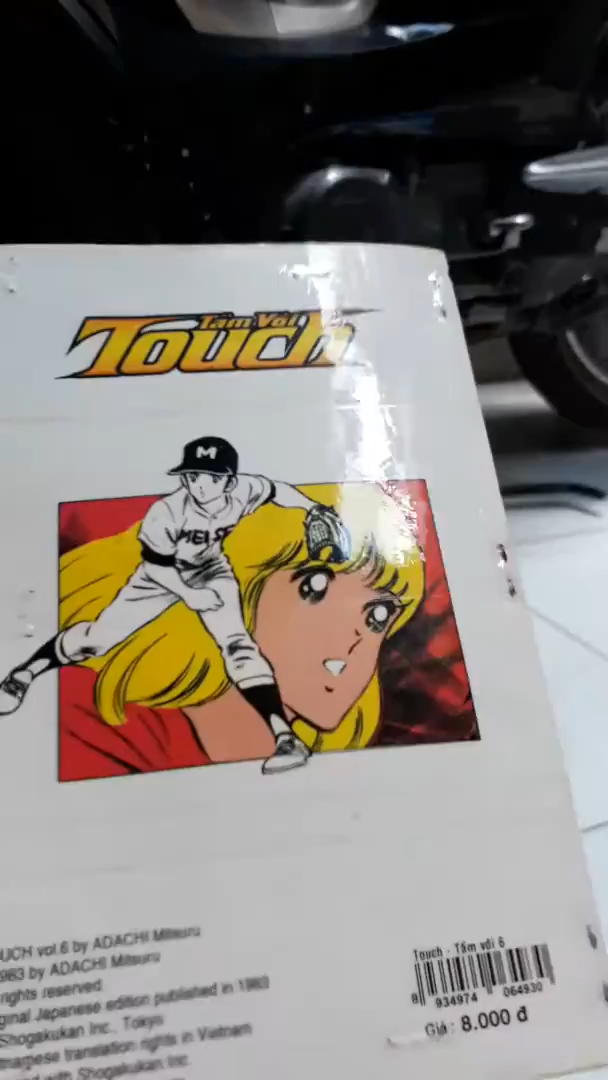 Tầm Với
Touch
M
MEISE
UCH vol.6 by ADACHI Mitsuru
983 by ADACHI Mitsuru
rights reserved
ginal Japanese edition published in 1983
Shogakukan Inc., Tokyo
tnamese translation rights in Vietnam
with Shogakukan Inc.
Touch - Tầm với 6
8 934974 064930
Giá : 8.000 đ